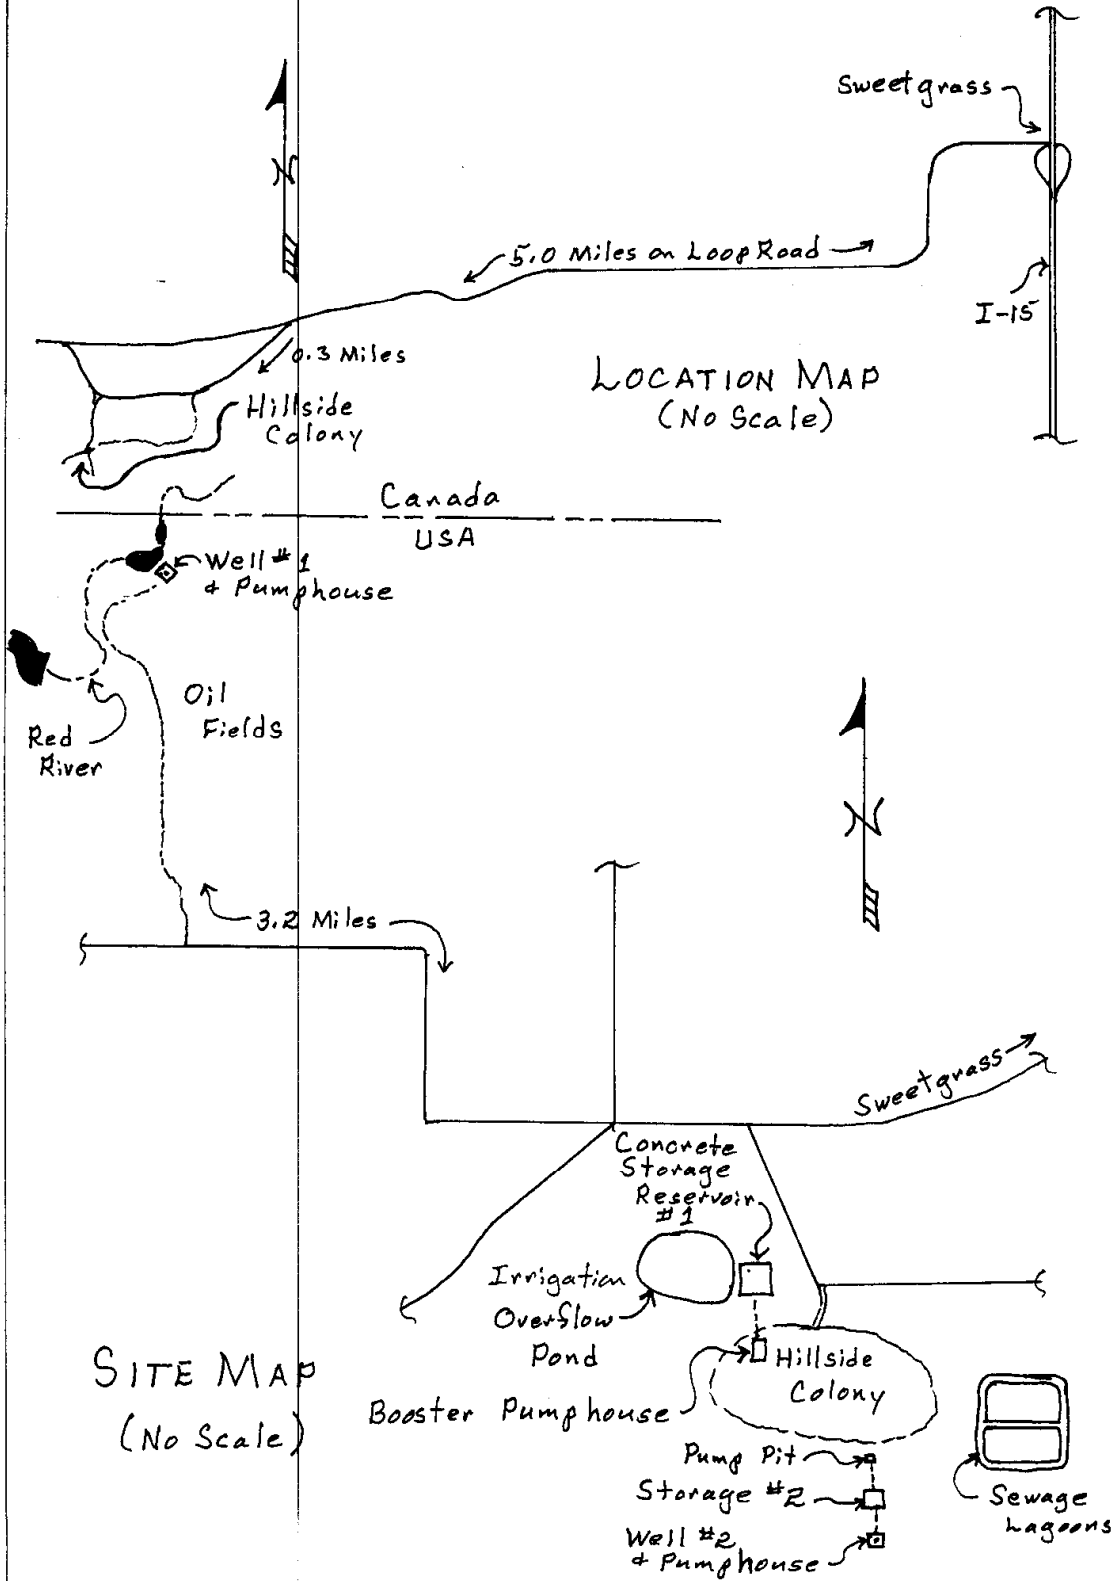 Sweetgrass
N
5.0 Miles on Loop Road
I-15
0.3 Miles
LOCATION MAP
(No Scale)
Hillside
Colony
Canada
USA
Well #1
& Pumphouse
Oil
Fields
Red
River
N
3.2 Miles
Sweetgrass
Concrete
Storage
Reservoir
#1
Irrigation
Overflow
Pond
SITE MAP
(No Scale)
Hillside
Colony
Booster Pumphouse
Pump Pit
Storage #2
Sewage
Lagoons
Well #2
& Pumphouse